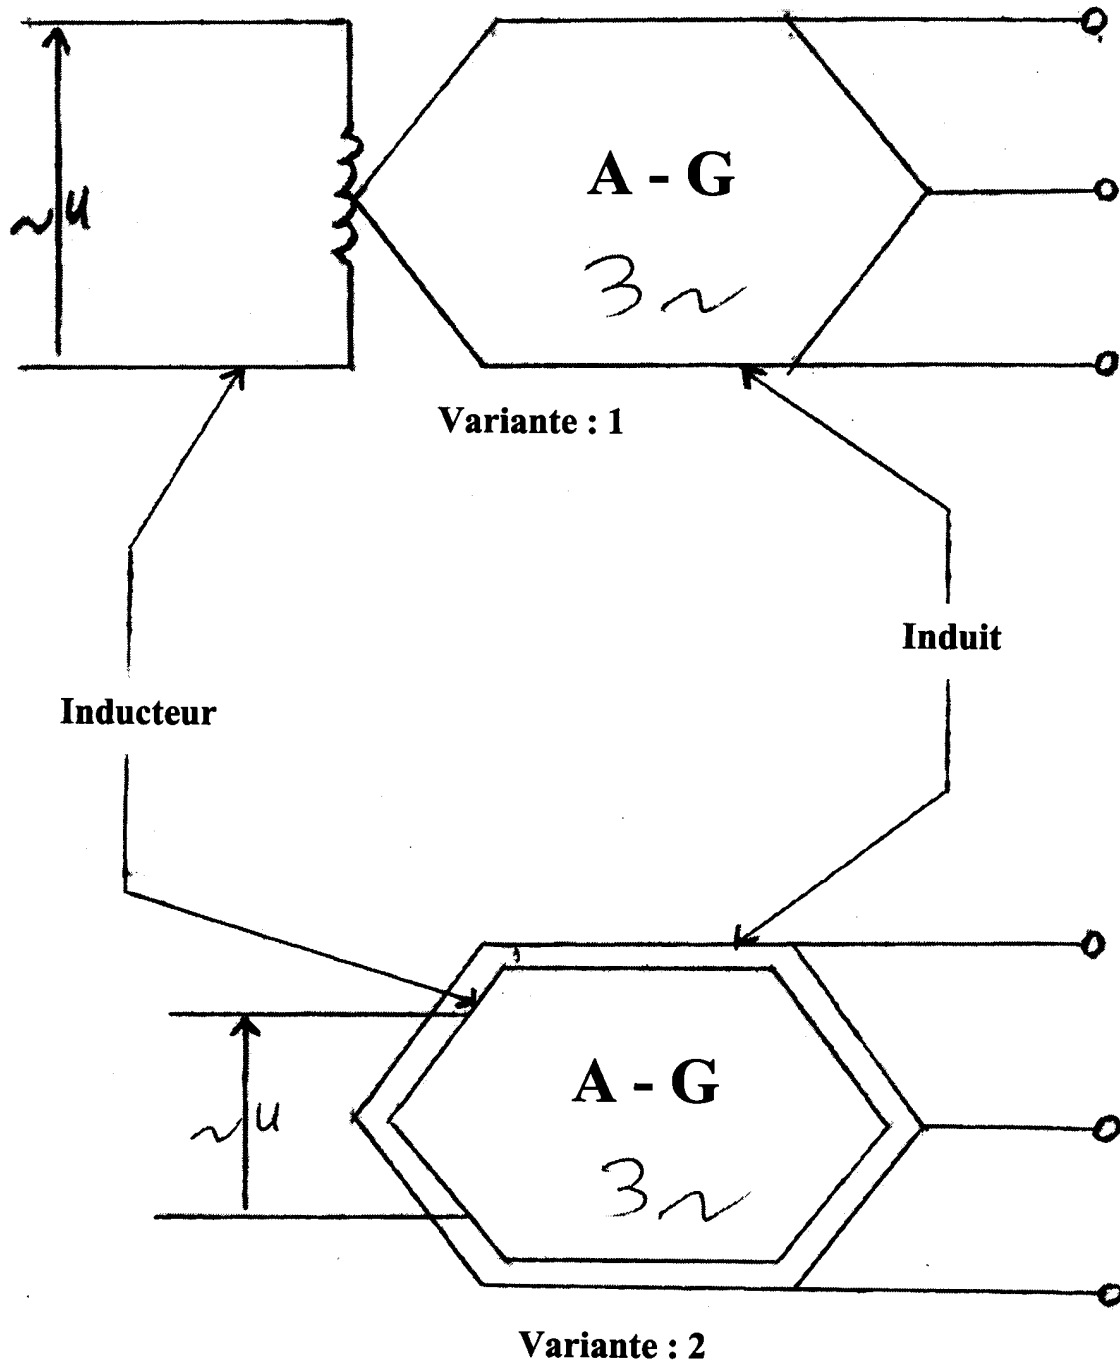 ~U
A - G
3~
Variante : 1
Induit
Inducteur
A - G
~U
3~
Variante : 2